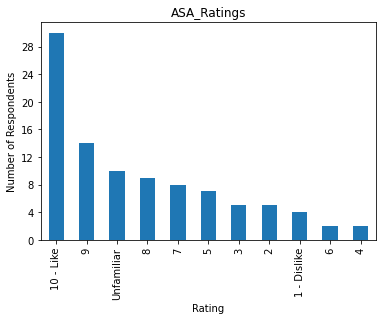 ASA_Ratings
Number of Respondents
28
24
20
16
12
8
4
0
10 - Like
9
Unfamiliar
8
7
5
3
2
1 - Dislike
6
4
Rating